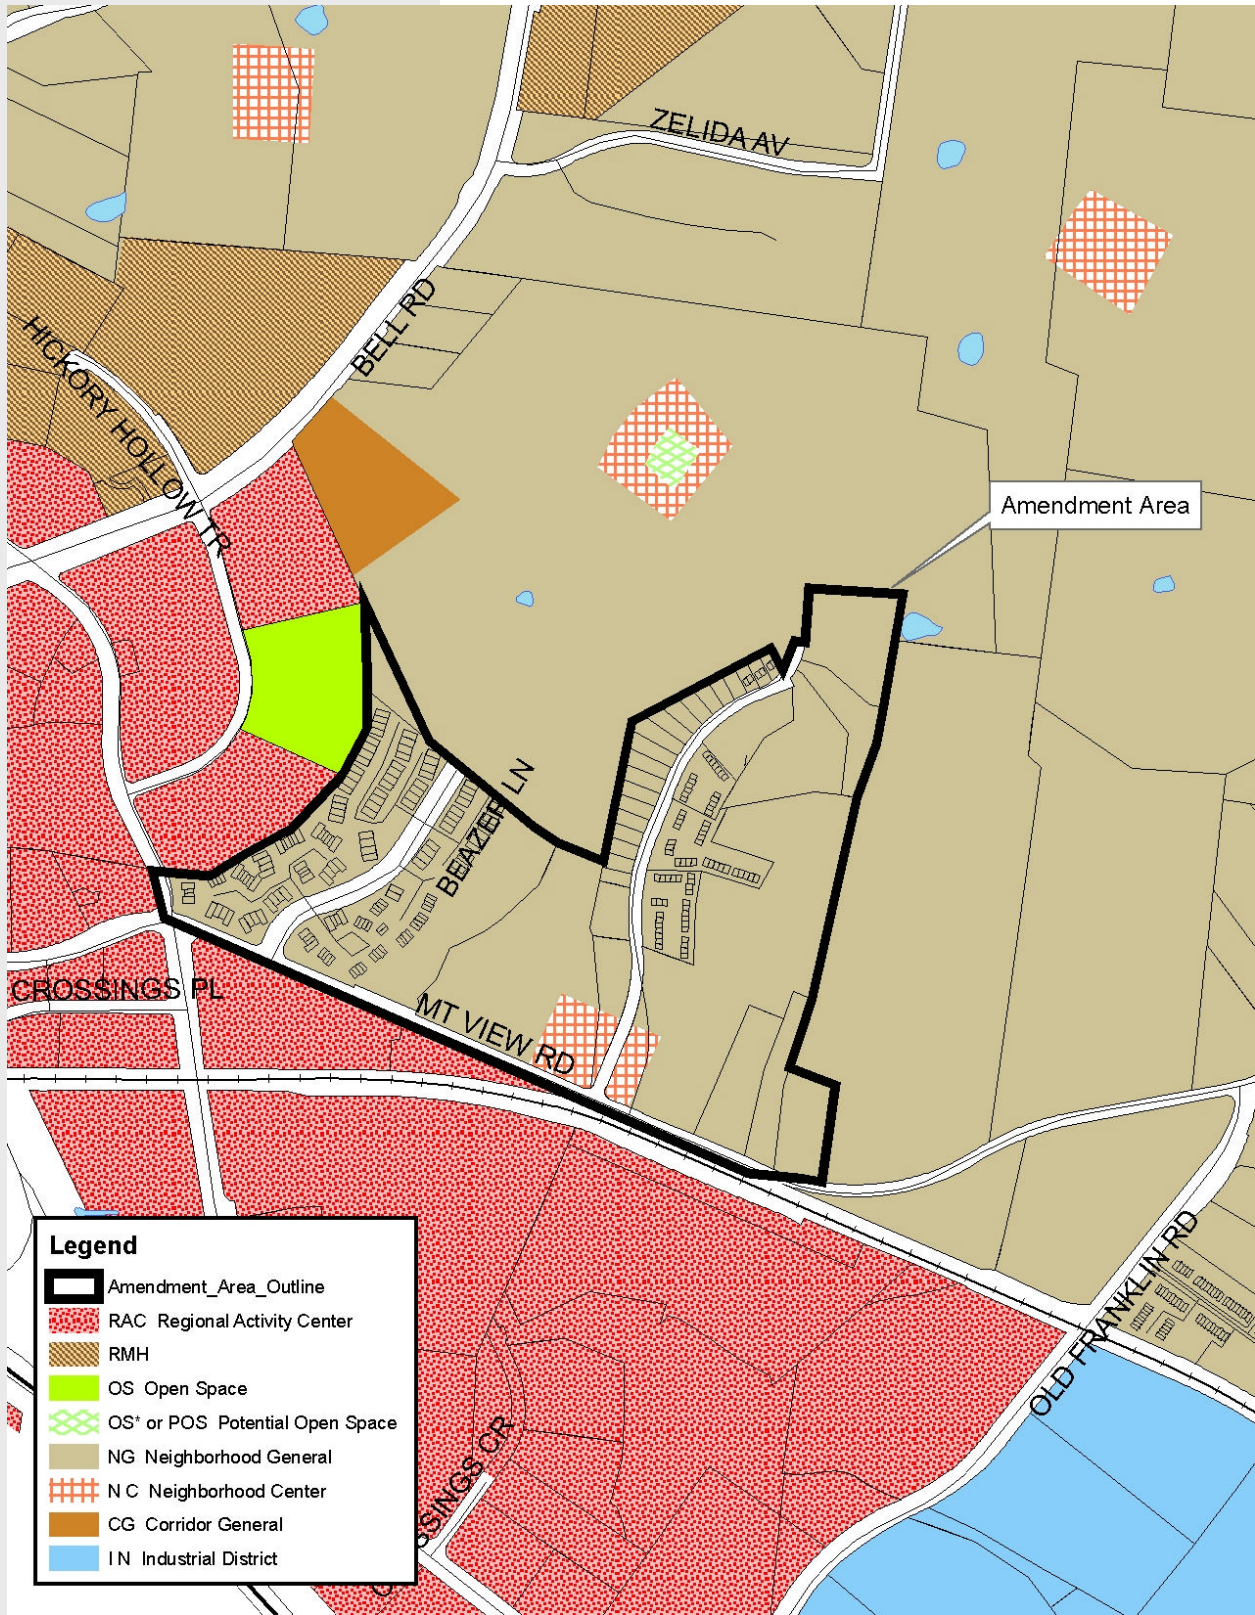 ZELIDA AV
BELL RD
HICKORY HOLLOW TR
Amendment Area
BEAZER LN
CROSSINGS PL
MT VIEW RD
OLD FRANKLIN RD
SSINGS CR
Legend
Amendment_Area_Outline
RAC Regional Activity Center
RMH
OS Open Space
OS* or POS Potential Open Space
NG Neighborhood General
N C Neighborhood Center
CG Corridor General
I N Industrial District